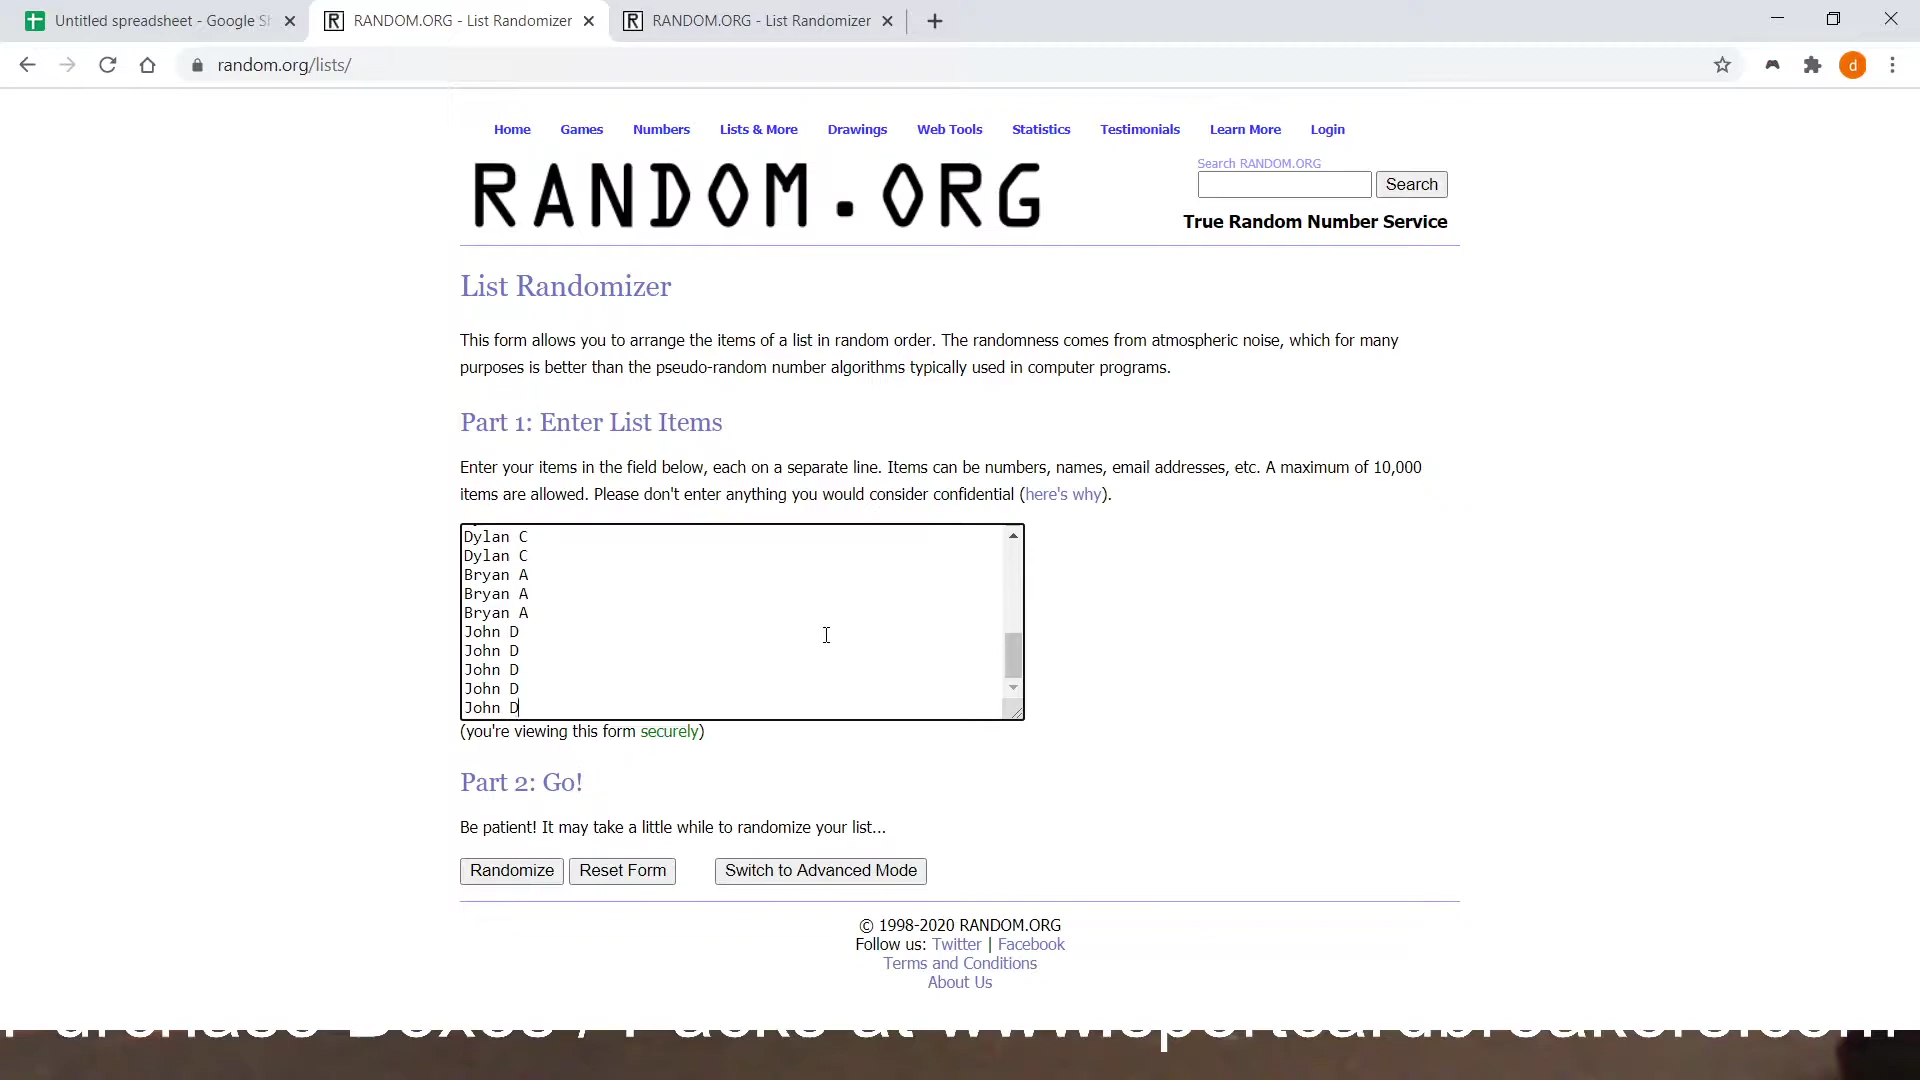 Untitled spreadsheet - Google Sh
RANDOM.ORG - List Randomizer
RANDOM.ORG - List Randomizer
random.org/lists/
d
Home Games Numbers Lists & More Drawings Web Tools Statistics Testimonials Learn More Login
RANDOM.ORG
Search RANDOM.ORG
Search
True Random Number Service
List Randomizer
This form allows you to arrange the items of a list in random order. The randomness comes from atmospheric noise, which for many
purposes is better than the pseudo-random number algorithms typically used in computer programs.
Part 1: Enter List Items
Enter your items in the field below, each on a separate line. Items can be numbers, names, email addresses, etc. A maximum of 10,000
items are allowed. Please don't enter anything you would consider confidential (here's why).
Dylan C
Dylan C
Bryan A
Bryan A
Bryan A
John D
John D
John D
John D
John D
(you're viewing this form securely)
Part 2: Go!
Be patient! It may take a little while to randomize your list...
Randomize Reset Form Switch to Advanced Mode
© 1998-2020 RANDOM.ORG
Follow us: Twitter | Facebook
Terms and Conditions
About Us
Purchase Boxes / Packs at www.sportcardbreakers.com